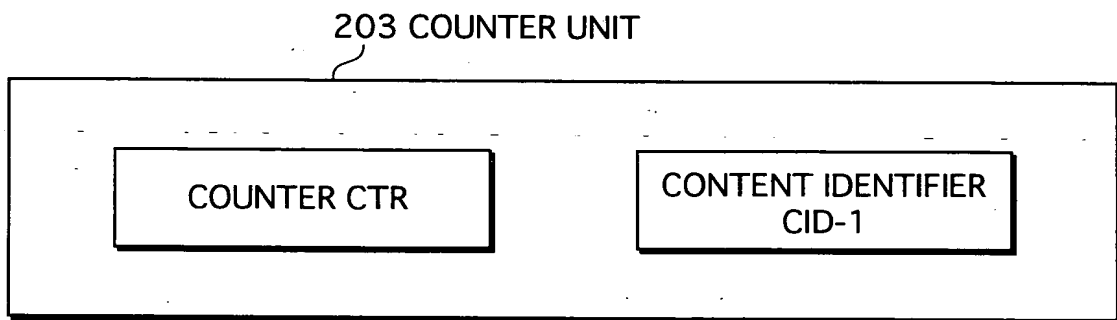 203 COUNTER UNIT
COUNTER CTR
CONTENT IDENTIFIER
CID-1